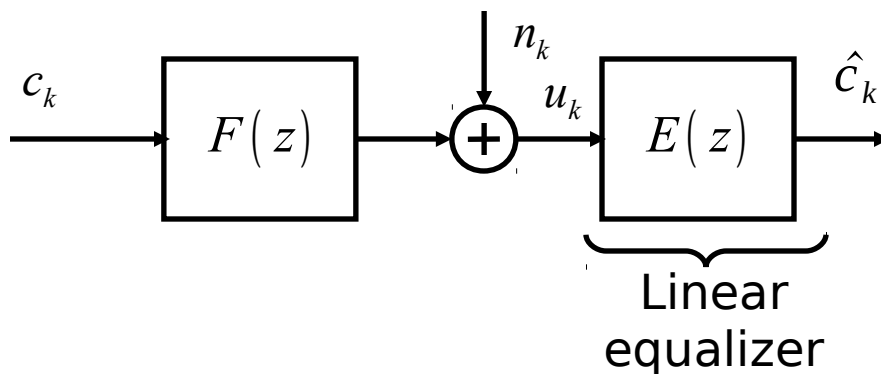 c_k
F(z)
n_k
+
u_k
E(z)
ĉ_k
Linear
equalizer